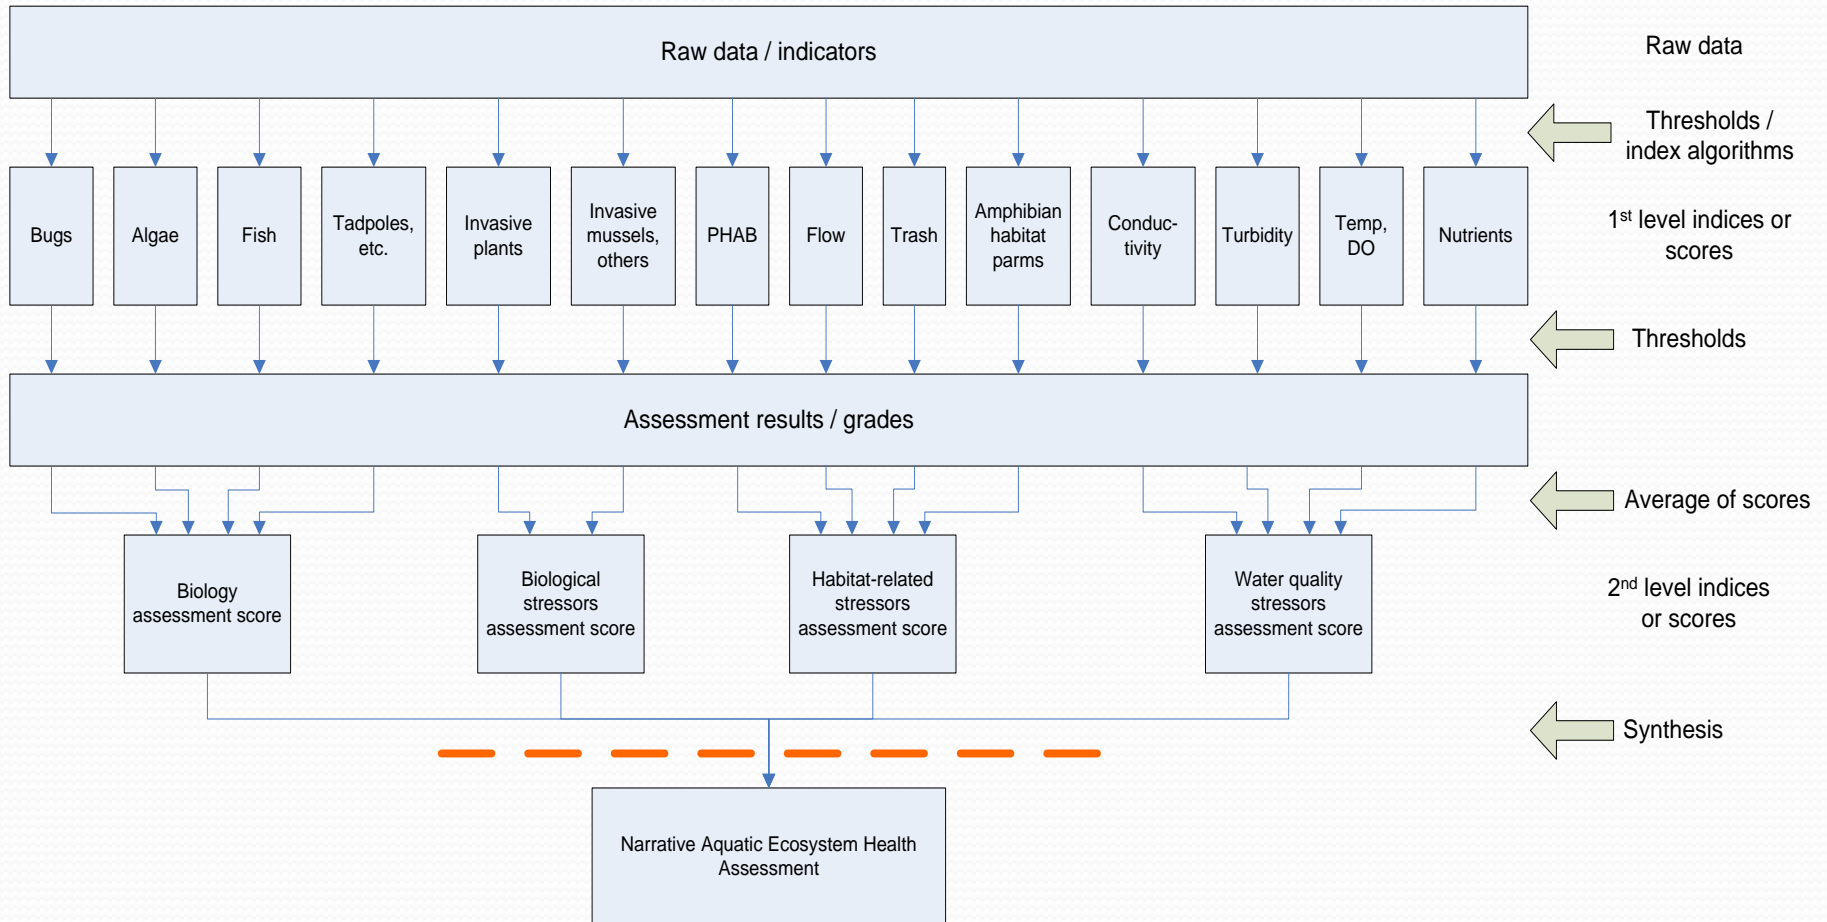 Raw data / indicators
Raw data
Thresholds /
index algorithms
Bugs
Algae
Fish
Tadpoles,
etc.
Invasive
plants
Invasive
mussels,
others
PHAB
Flow
Trash
Amphibian
habitat
parms
Conduc-
tivity
Turbidity
Temp,
DO
Nutrients
1st level indices or
scores
Thresholds
Assessment results / grades
Average of scores
Biology
assessment score
Biological
stressors
assessment score
Habitat-related
stressors
assessment score
Water quality
stressors
assessment score
2nd level indices
or scores
Synthesis
Narrative Aquatic Ecosystem Health
Assessment